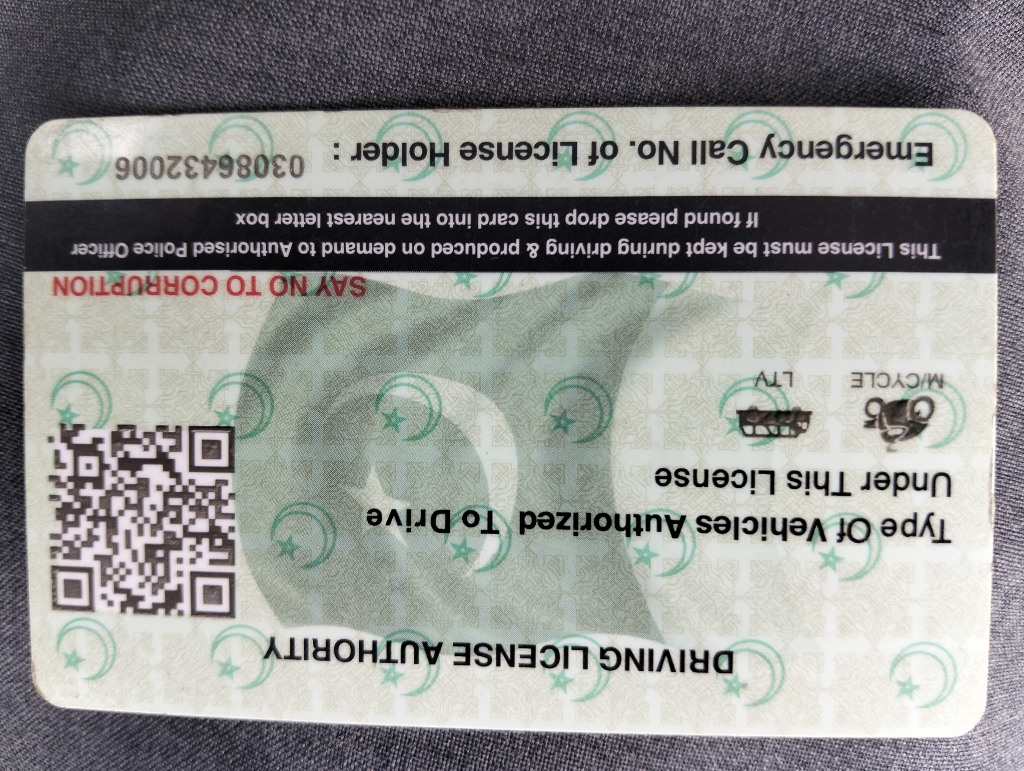 DRIVING LICENSE AUTHORITY
Type Of Vehicles Authorized To Drive
Under This License
M/CYCLE LTV
SAY NO TO CORRUPTION
This License must be kept during driving & produced on demand to Authorised Police Officer
If found please drop this card into the nearest letter box
Emergency Call No. of License Holder : 03086432006